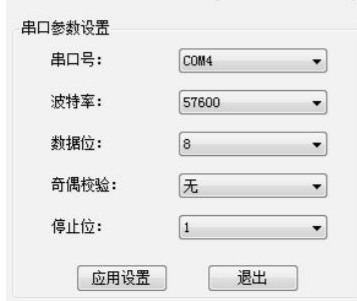 串口参数设置
串口号: COM4
波特率: 57600
数据位: 8
奇偶校验: 无
停止位: 1
应用设置 退出